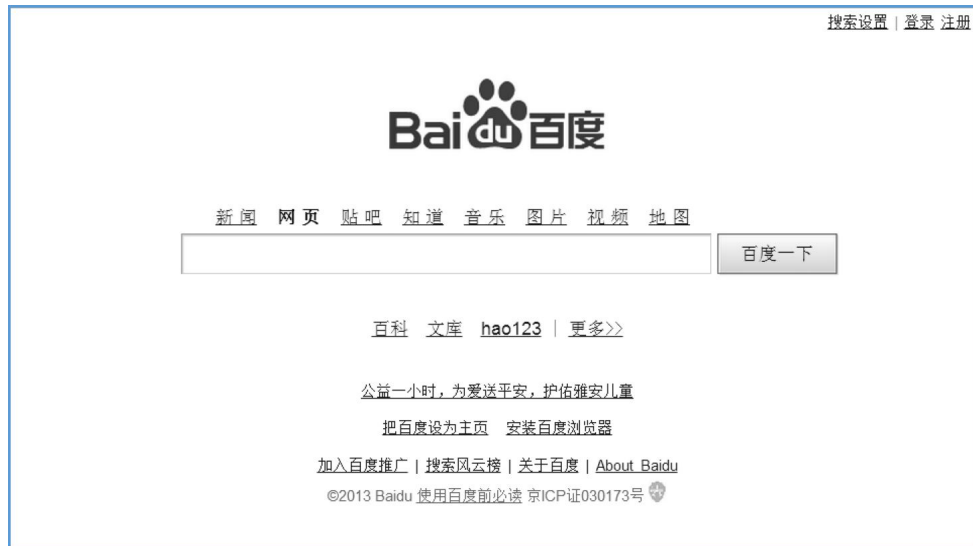 搜索设置 | 登录 注册
Bai du 百度
新闻 网页 贴吧 知道 音乐 图片 视频 地图
百度一下
百科 文库 hao123 | 更多>>
公益一小时，为爱送平安，护佑雅安儿童
把百度设为主页 安装百度浏览器
加入百度推广 | 搜索风云榜 | 关于百度 | About Baidu
©2013 Baidu 使用百度前必读 京ICP证030173号